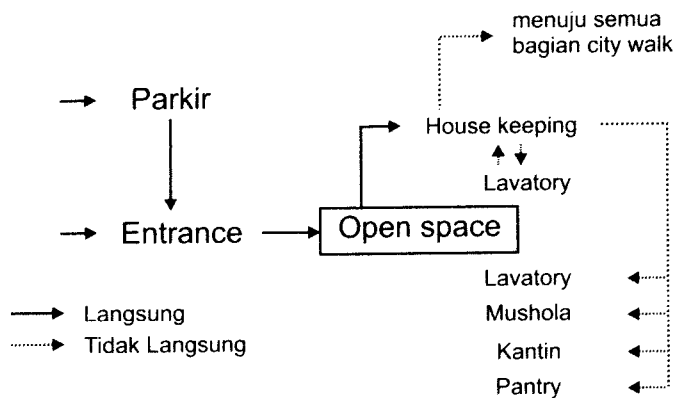 menuju semua
bagian city walk
Parkir
House keeping
Lavatory
Entrance
Open space
Lavatory
Mushola
Kantin
Pantry
Langsung
Tidak Langsung